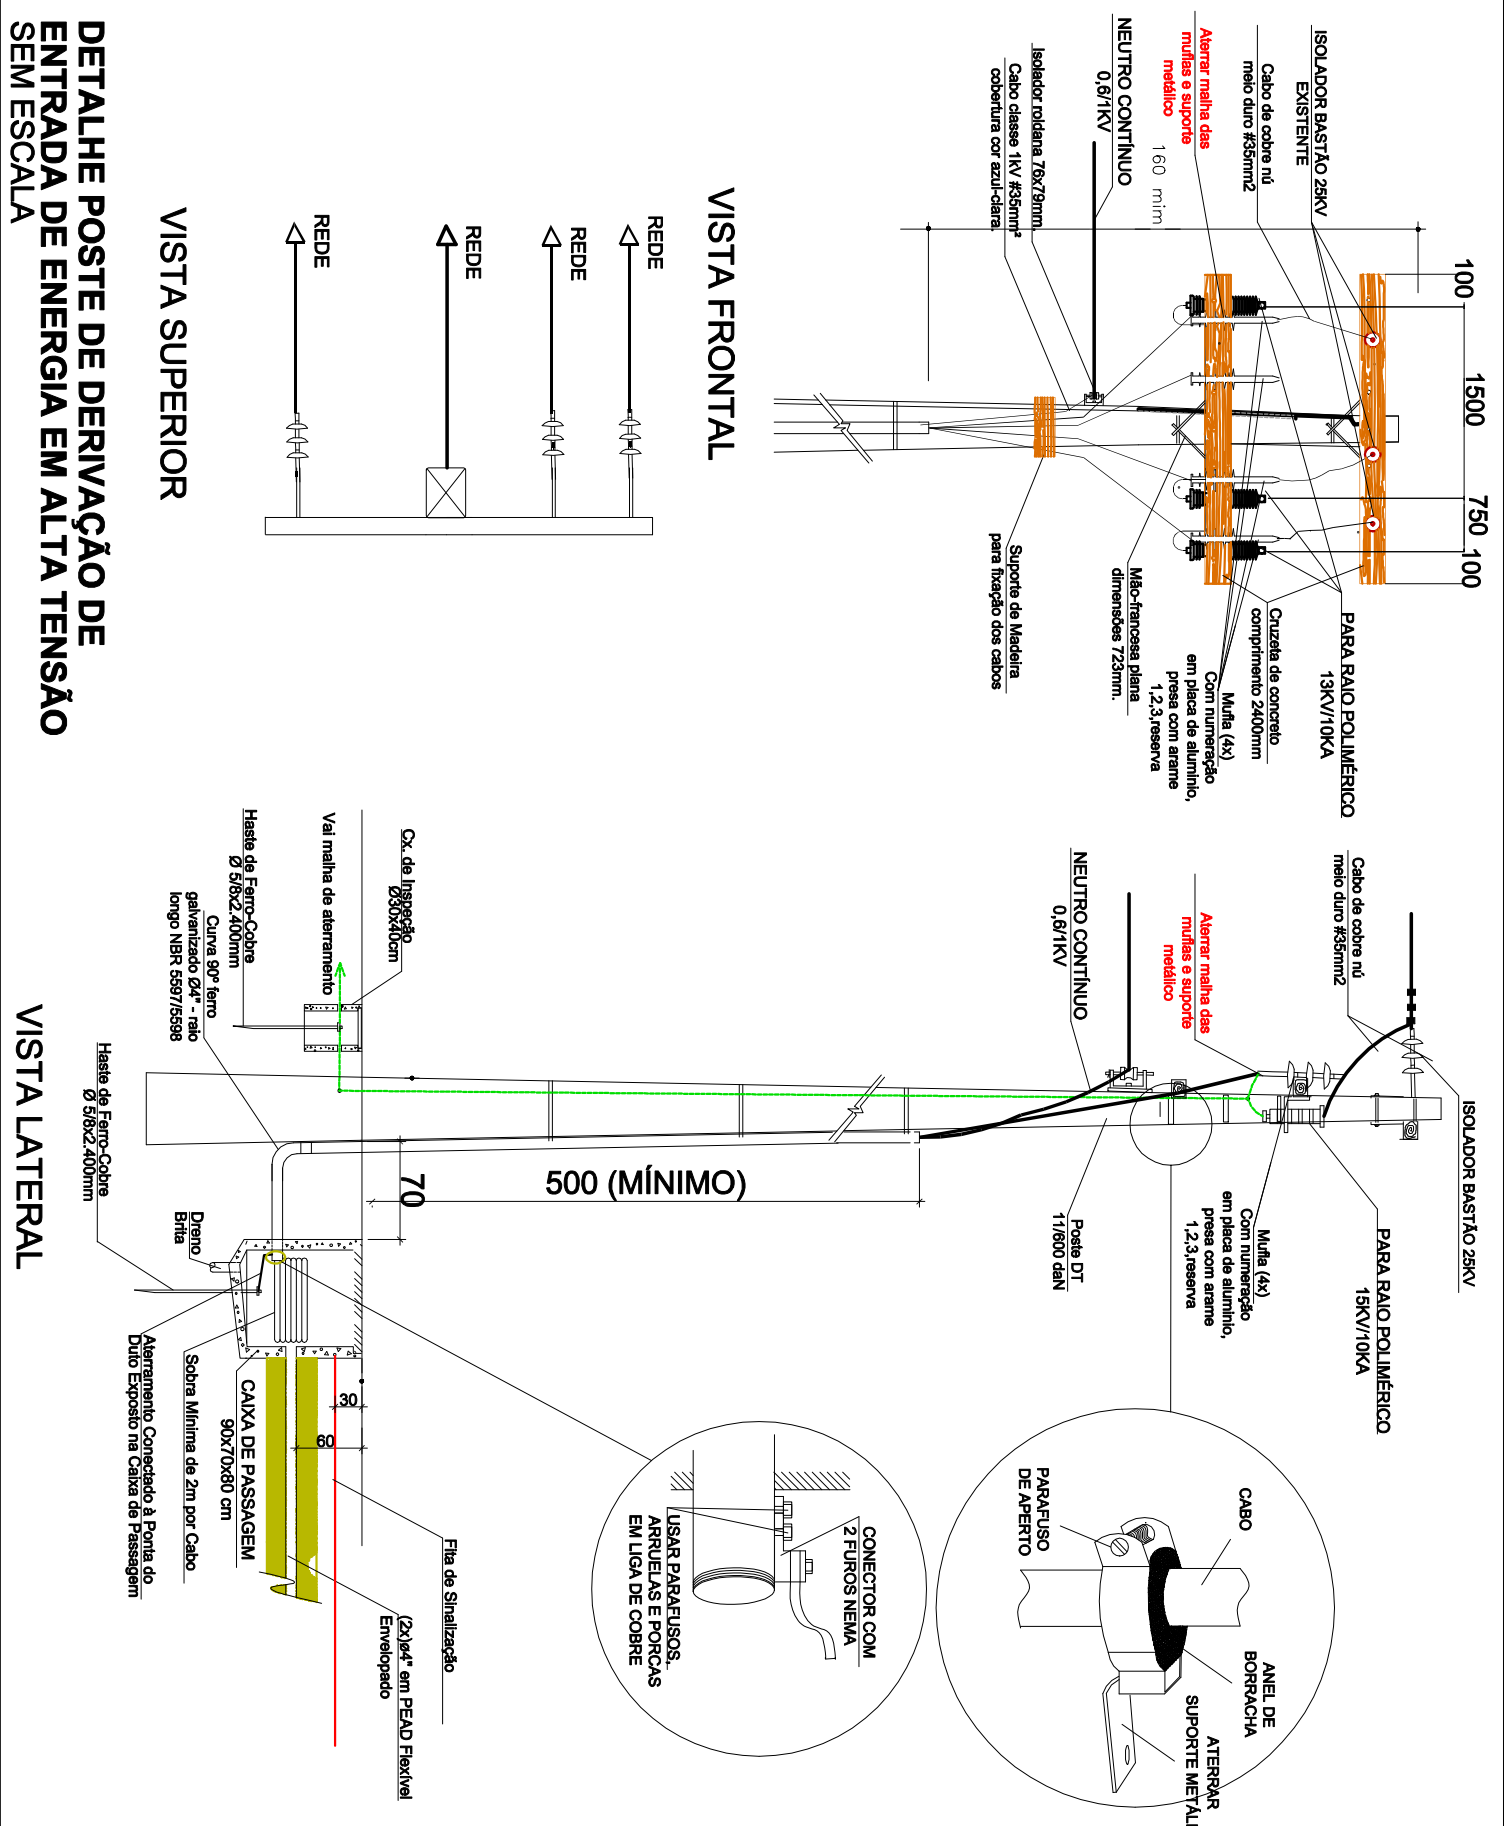 ISOLADOR BASTÃO 25KV
EXISTENTE
Cabo de cobre nú
meio duro #35mm2
Aterrar malha das
muflas e suporte
metálico
160 mim
NEUTRO CONTÍNUO
0,6/1KV
Isolador roldana 76x79mm.
Cabo classe 1kV #35mm²
cobertura cor azul-clara.
100
1500
750
100
PARA RAIO POLIMÉRICO
13KV/10KA
Cruzeta de concreto
comprimento 2400mm
Mufla (4x)
Com numeração
em placa de aluminio,
presa com arame
1,2,3,reserva
Mão-francesa plana
dimensões 723mm.
Suporte de Madeira
para fixação dos cabos
VISTA FRONTAL
REDE
REDE
REDE
REDE
VISTA SUPERIOR
DETALHE POSTE DE DERIVAÇÃO DE
ENTRADA DE ENERGIA EM ALTA TENSÃO
SEM ESCALA
ISOLADOR BASTÃO 25KV
Cabo de cobre nú
meio duro #35mm2
Aterrar malha das
muflas e suporte
metálico
NEUTRO CONTÍNUO
0,6/1KV
PARA RAIO POLIMÉRICO
15KV/10KA
Mufla (4x)
Com numeração
em placa de aluminio,
presa com arame
1,2,3,reserva
Poste DT
11/600 daN
500 (MÍNIMO)
70
Cx. de Inspeção
Ø30x40cm
Vai malha de aterramento
Haste de Ferro-Cobre
Ø 5/8x2.400mm
Curva 90º ferro
galvanizado Ø4" - raio
longo NBR 5597/5598
Haste de Ferro-Cobre
Ø 5/8x2.400mm
Dreno
Brita
30
60
CAIXA DE PASSAGEM
90x70x80 cm
Sobra Mínima de 2m por Cabo
Aterramento Conectado à Ponta do
Duto Exposto na Caixa de Passagem
Fita de Sinalização
(2x)ø4" em PEAD Flexível
Envelopado
VISTA LATERAL
CONECTOR COM
2 FUROS NEMA
USAR PARAFUSOS,
ARRUELAS E PORCAS
EM LIGA DE COBRE
CABO
PARAFUSO
DE APERTO
ANEL DE
BORRACHA
ATERRAR
SUPORTE METÁLI